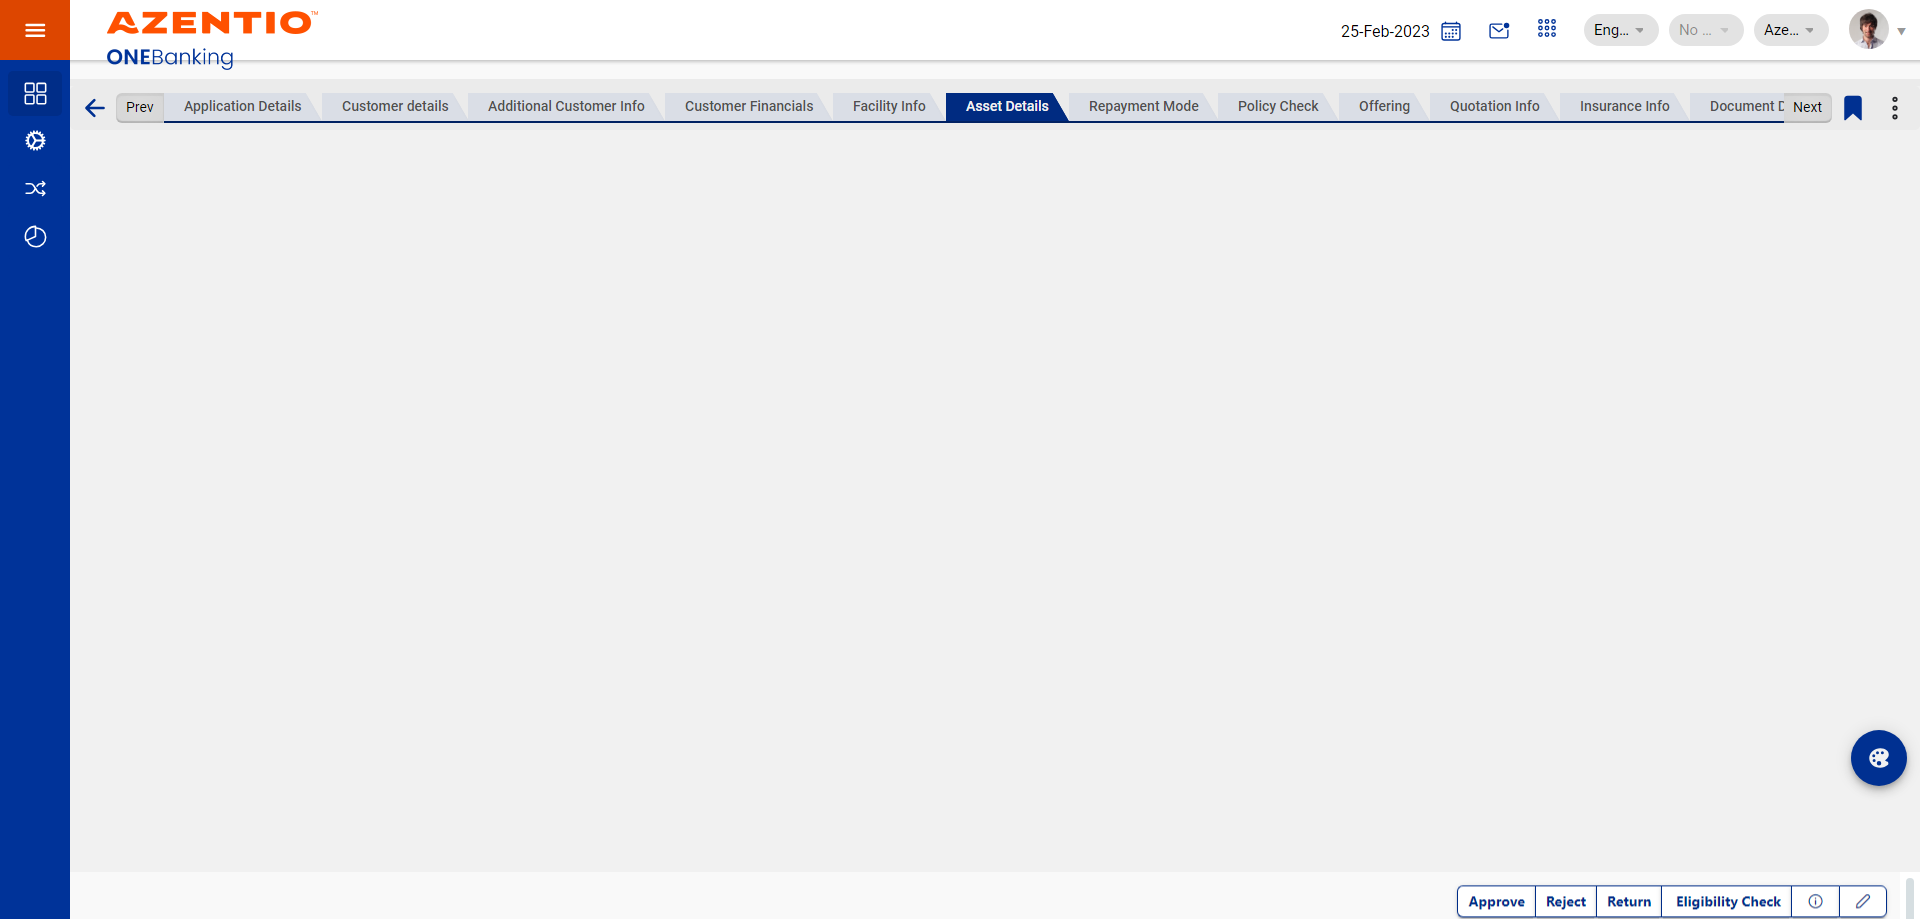 AZENTIO™
ONEBanking
25-Feb-2023
Eng...
No ...
Aze...
Prev
Application Details
Customer details
Additional Customer Info
Customer Financials
Facility Info
Asset Details
Repayment Mode
Policy Check
Offering
Quotation Info
Insurance Info
Document D
Next
Approve
Reject
Return
Eligibility Check